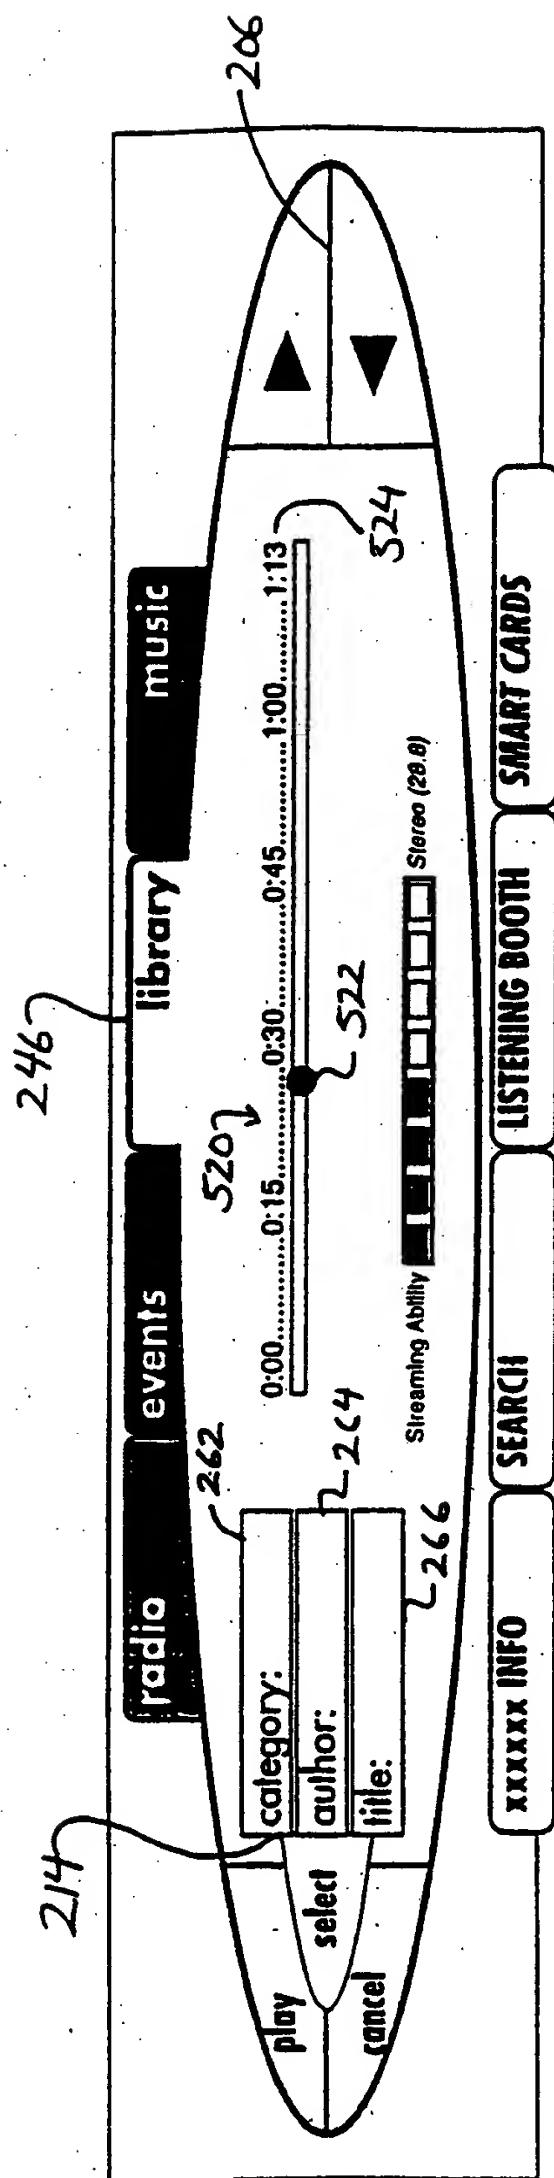 246
206
214
radio
events
library
music
520
262
524
play
select
cancel
category:
author:
title:
0:00.........0:15.........0:30.........0:45.........1:00.........1:13
522
264
266
Streaming Ability
Stereo (28.8)
xxxxxx INFO
SEARCH
LISTENING BOOTH
SMART CARDS